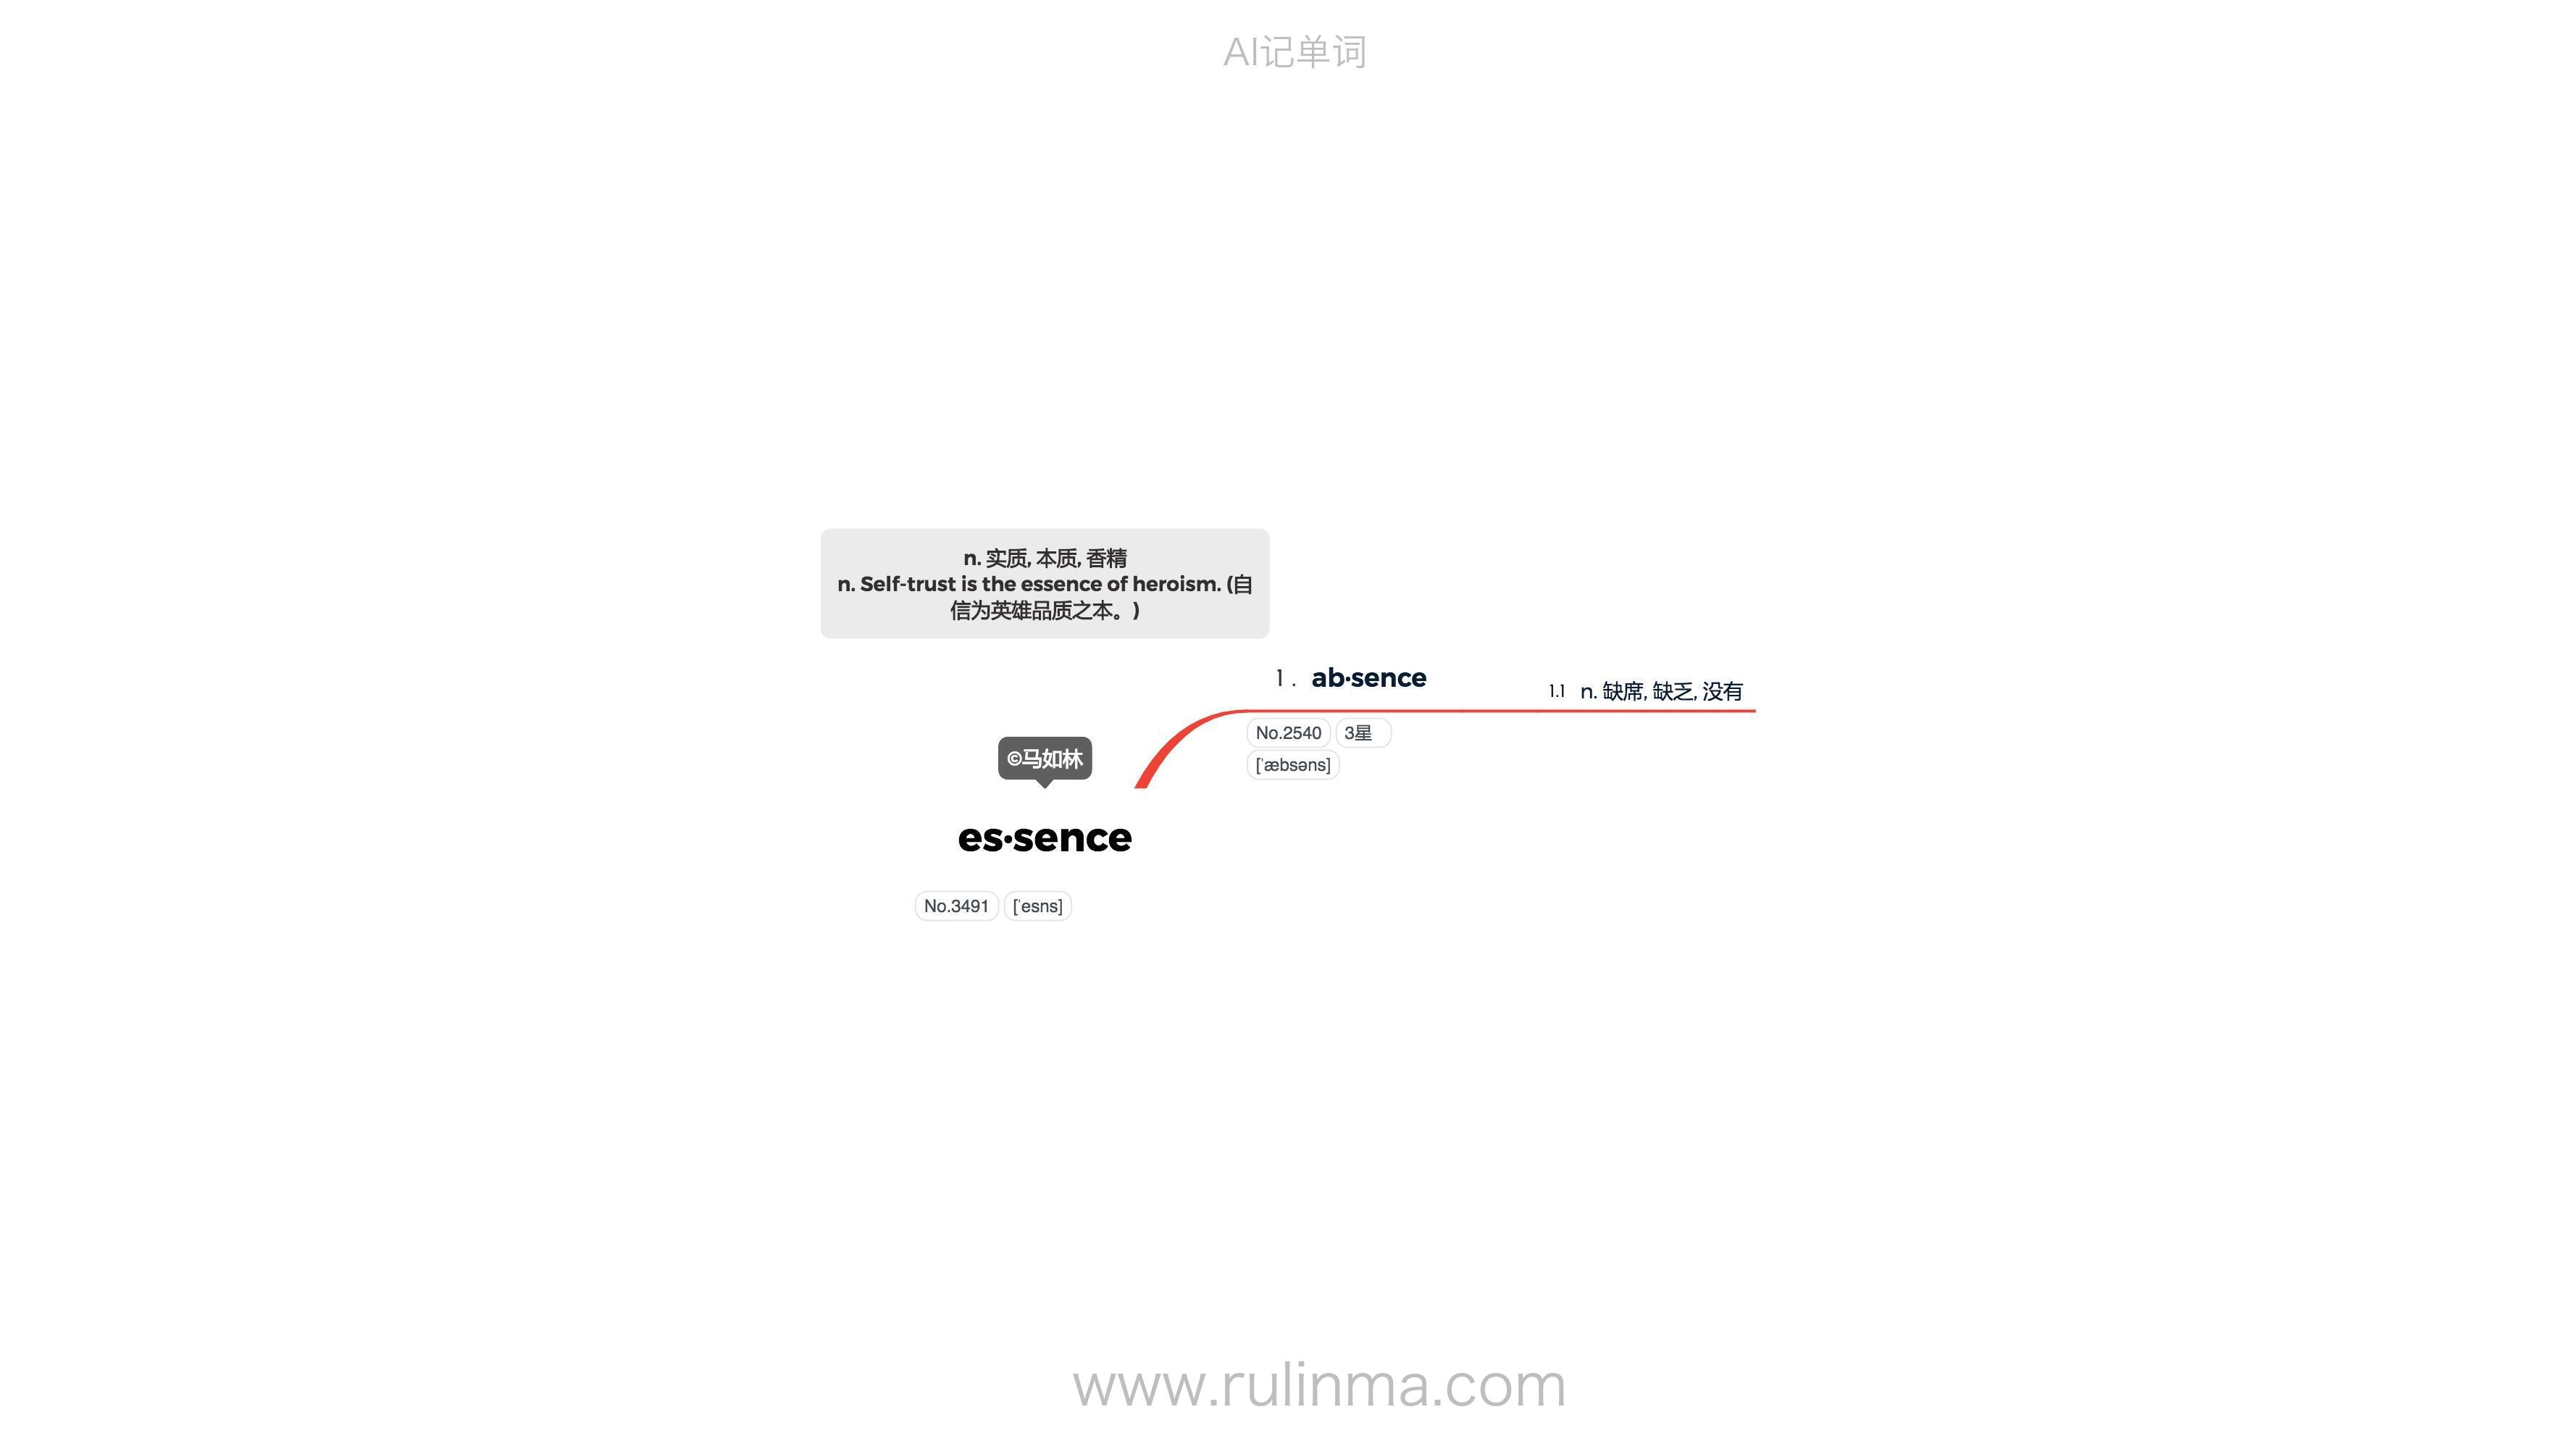 AI记单词
n. 实质, 本质, 香精
n. Self-trust is the essence of heroism. (自
信为英雄品质之本。)
1. ab·sence
1.1 n. 缺席, 缺乏, 没有
No.2540 3星
[ˈæbsəns]
©马如林
es·sence
No.3491 [ˈesns]
www.rulinma.com